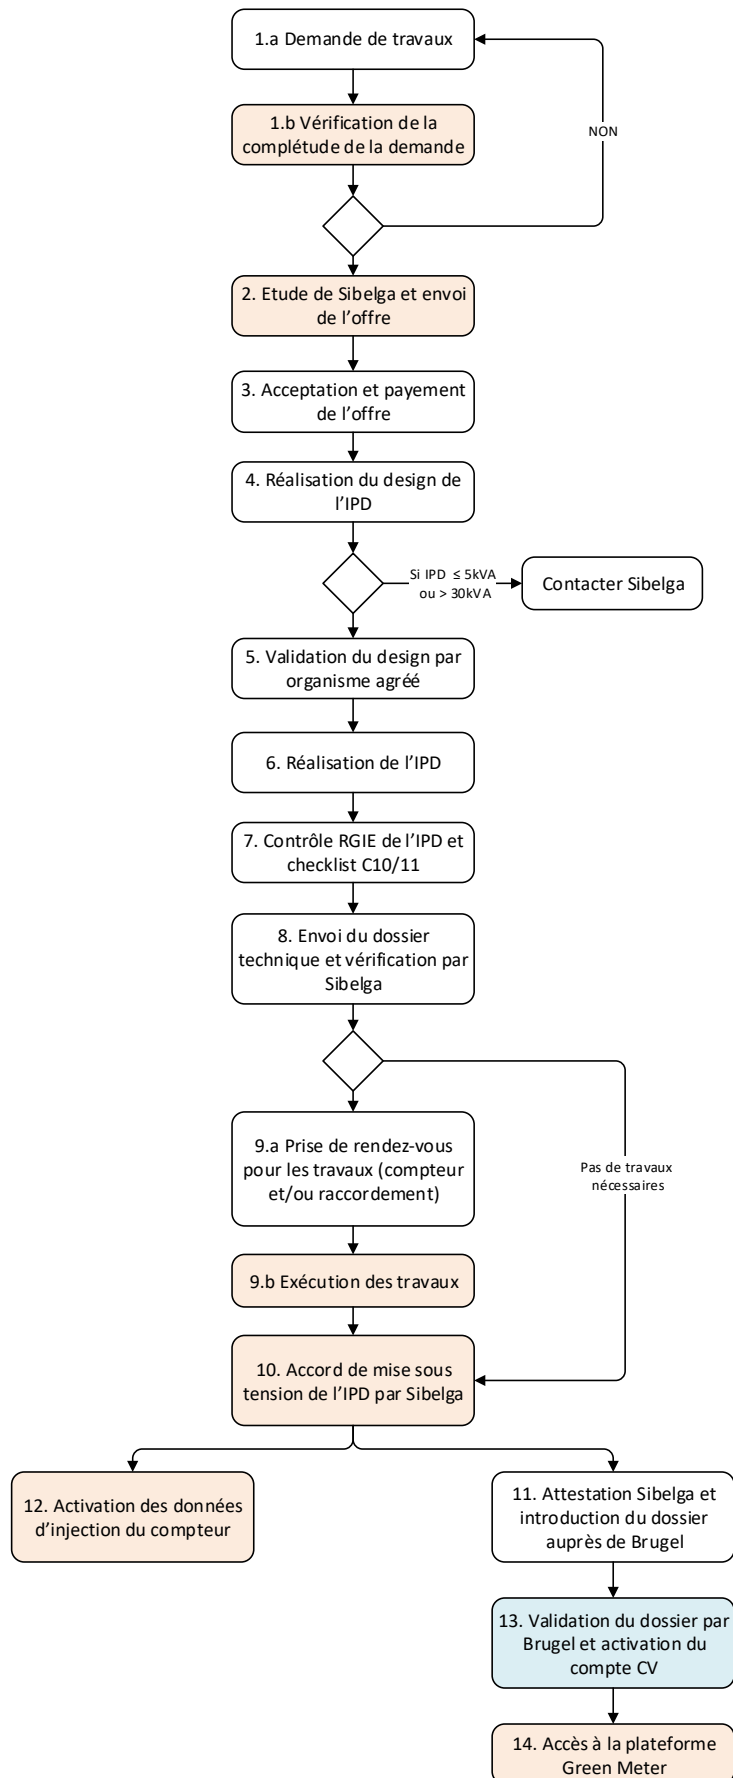 1.a Demande de travaux
NON
1.b Vérification de la
complétude de la demande
2. Etude de Sibelga et envoi
de l’offre
3. Acceptation et payement
de l’offre
4. Réalisation du design de
l’IPD
Si IPD ≤ 5kVA
ou > 30kVA
Contacter Sibelga
5. Validation du design par
organisme agréé
6. Réalisation de l’IPD
7. Contrôle RGIE de l’IPD et
checklist C10/11
8. Envoi du dossier
technique et vérification par
Sibelga
9.a Prise de rendez-vous
pour les travaux (compteur
et/ou raccordement)
Pas de travaux
nécessaires
9.b Exécution des travaux
10. Accord de mise sous
tension de l’IPD par Sibelga
12. Activation des données
d’injection du compteur
11. Attestation Sibelga et
introduction du dossier
auprès de Brugel
13. Validation du dossier par
Brugel et activation du
compte CV
14. Accès à la plateforme
Green Meter